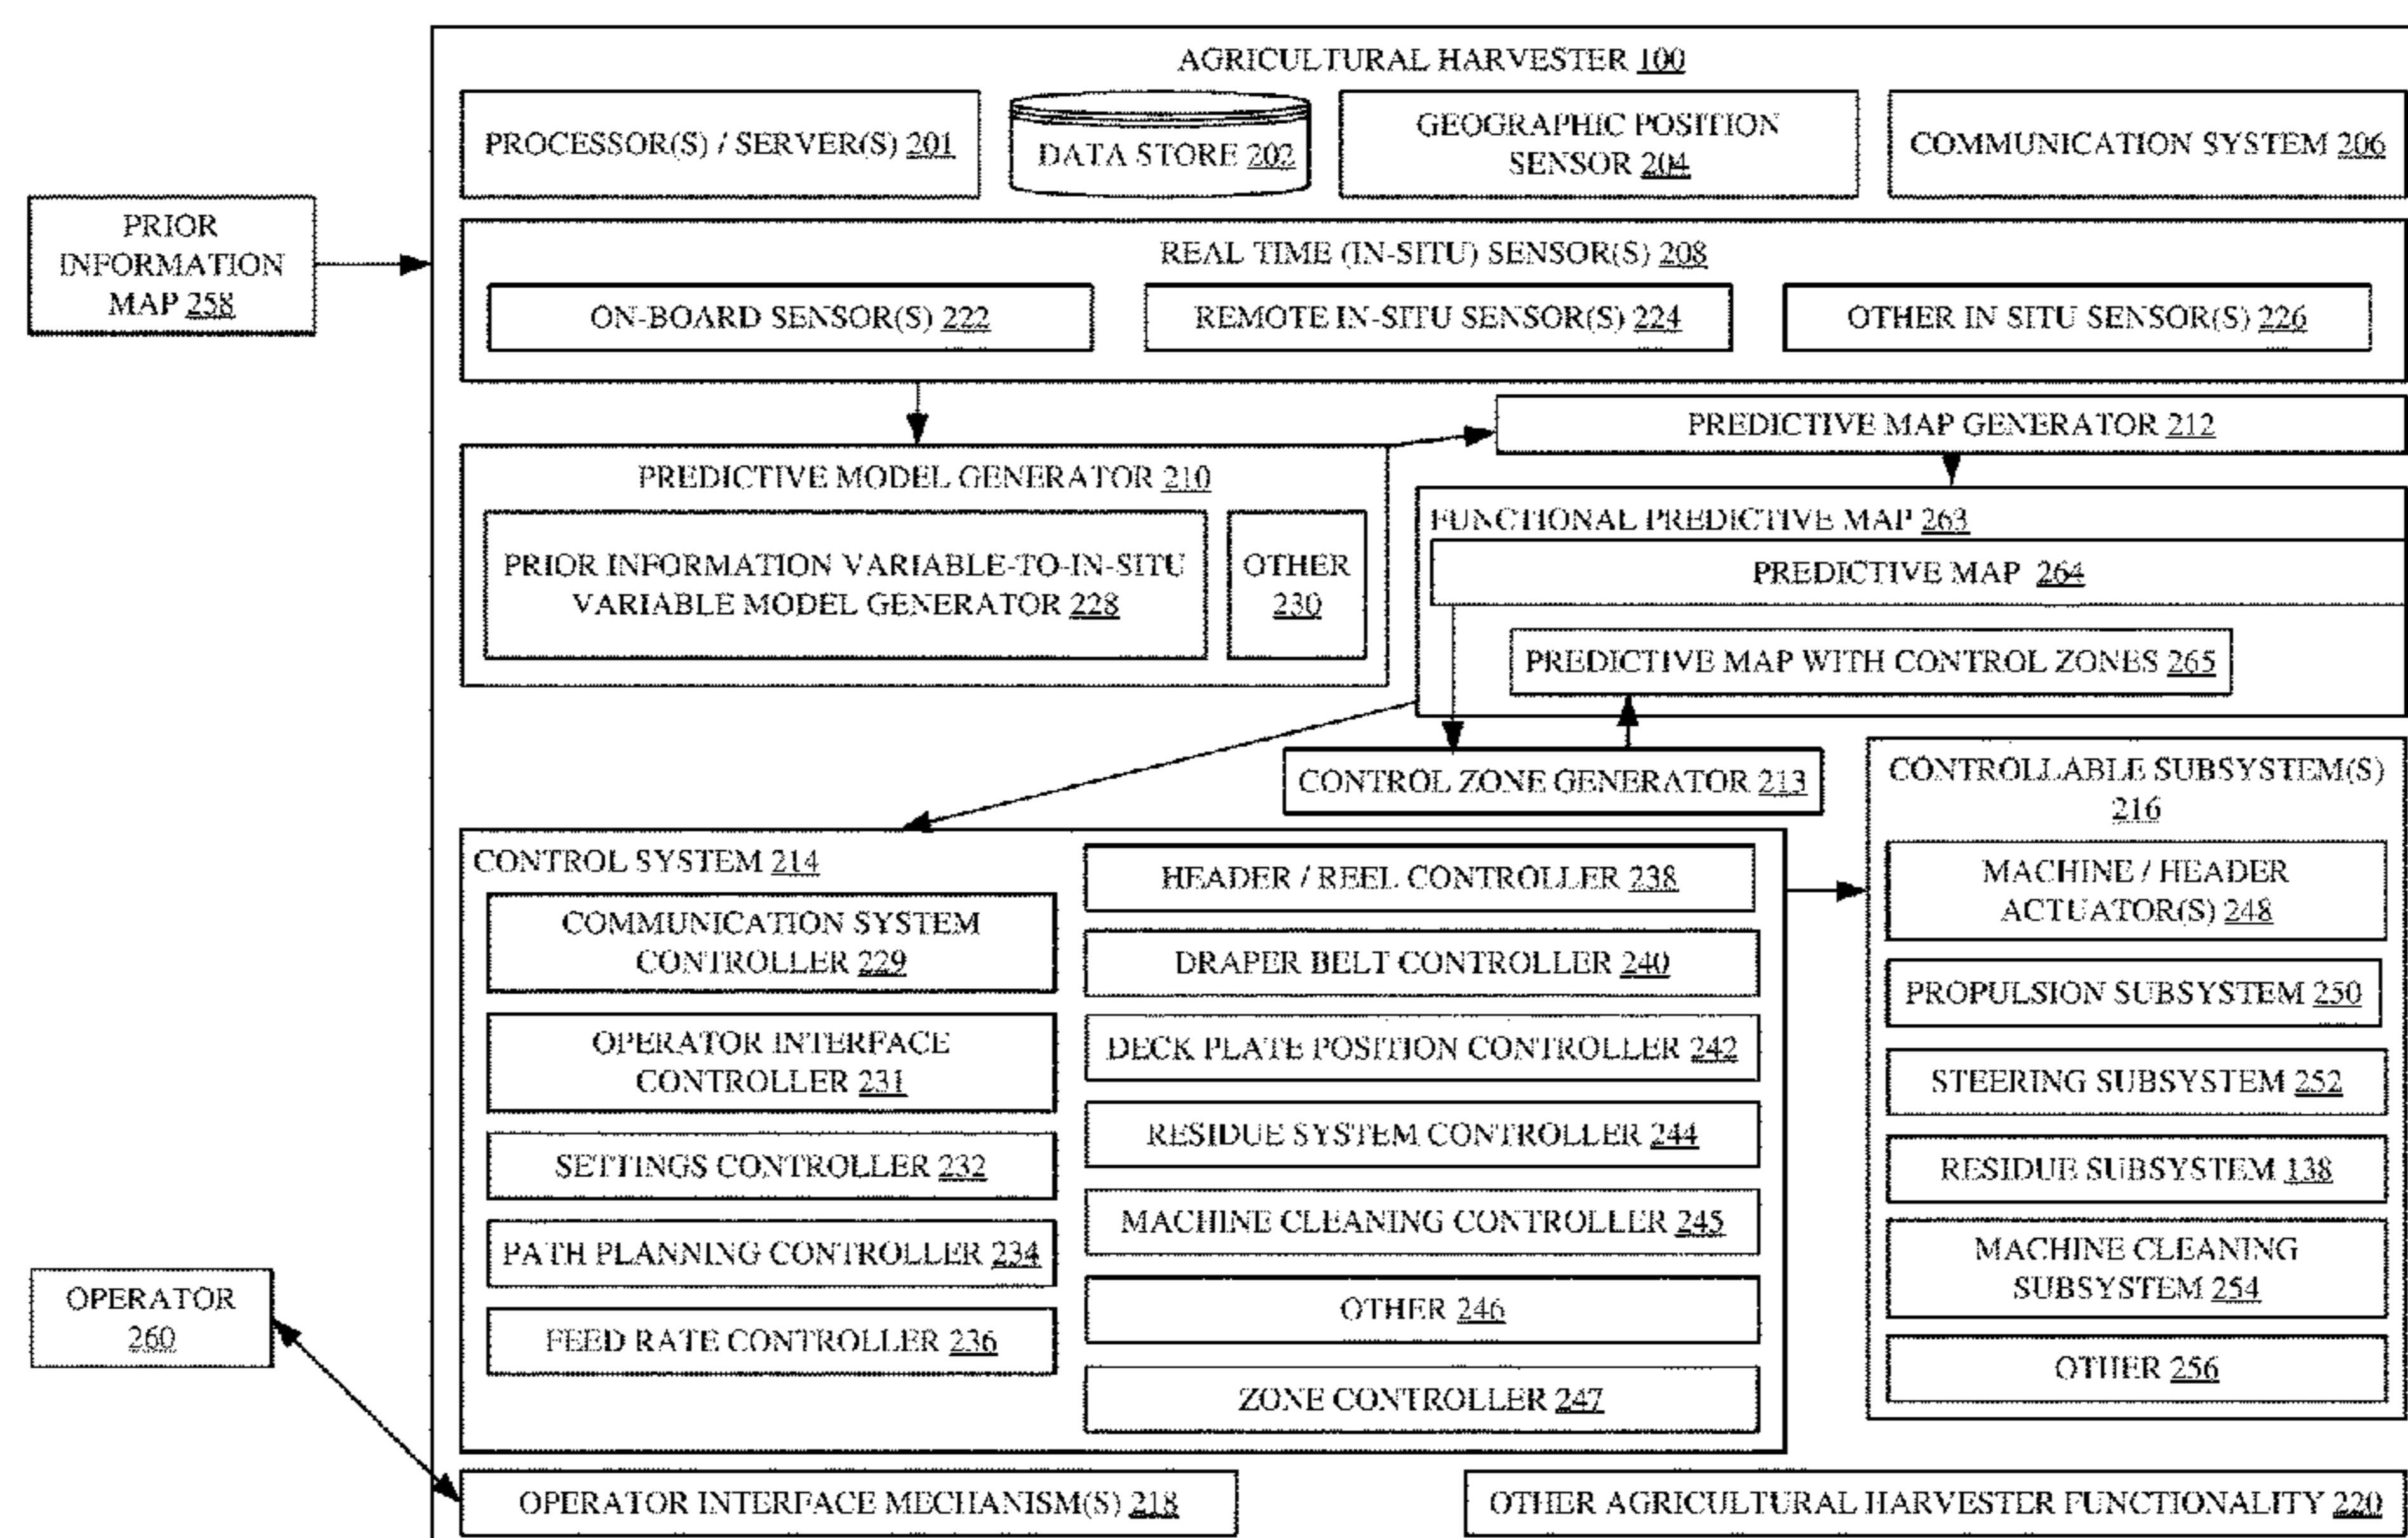 AGRICULTURAL HARVESTER 100
PROCESSOR(S) / SERVER(S) 201
DATA STORE 202
GEOGRAPHIC POSITION
SENSOR 204
COMMUNICATION SYSTEM 206
PRIOR
INFORMATION
MAP 258
REAL TIME (IN-SITU) SENSOR(S) 208
ON-BOARD SENSOR(S) 222
REMOTE IN-SITU SENSOR(S) 224
OTHER IN SITU SENSOR(S) 226
PREDICTIVE MODEL GENERATOR 210
PRIOR INFORMATION VARIABLE-TO-IN-SITU
VARIABLE MODEL GENERATOR 228
OTHER
230
PREDICTIVE MAP GENERATOR 212
FUNCTIONAL PREDICTIVE MAP 263
PREDICTIVE MAP 264
PREDICTIVE MAP WITH CONTROL ZONES 265
CONTROL ZONE GENERATOR 213
CONTROL SYSTEM 214
COMMUNICATION SYSTEM
CONTROLLER 229
OPERATOR INTERFACE
CONTROLLER 231
SETTINGS CONTROLLER 232
PATH PLANNING CONTROLLER 234
FEED RATE CONTROLLER 236
HEADER / REEL CONTROLLER 238
DRAPER BELT CONTROLLER 240
DECK PLATE POSITION CONTROLLER 242
RESIDUE SYSTEM CONTROLLER 244
MACHINE CLEANING CONTROLLER 245
OTHER 246
ZONE CONTROLLER 247
CONTROLLABLE SUBSYSTEM(S)
216
MACHINE / HEADER
ACTUATOR(S) 248
PROPULSION SUBSYSTEM 250
STEERING SUBSYSTEM 252
RESIDUE SUBSYSTEM 138
MACHINE CLEANING
SUBSYSTEM 254
OTHER 256
OPERATOR
260
OPERATOR INTERFACE MECHANISM(S) 218
OTHER AGRICULTURAL HARVESTER FUNCTIONALITY 220